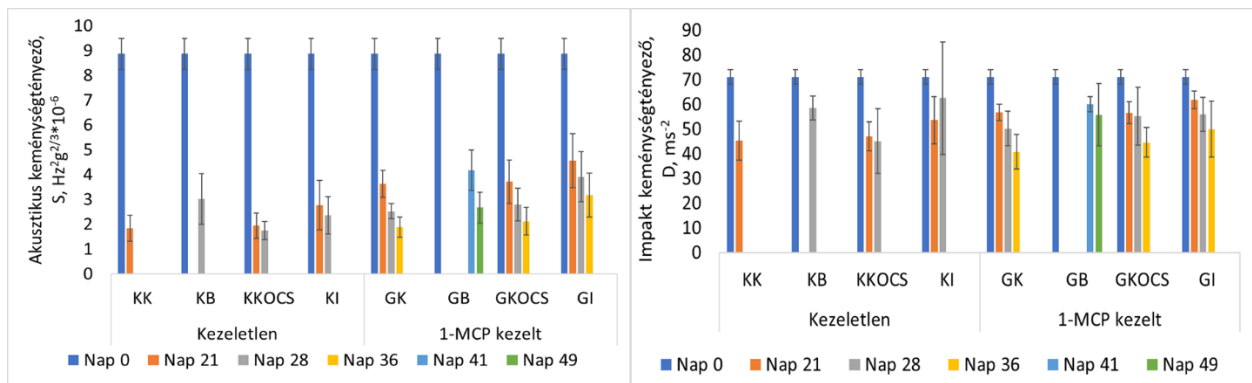 Akusztikus keménységtényező,
S, Hz²g²/³*10⁻⁶
10
9
8
7
6
5
4
3
2
1
0
KK KB KKOCS KI GK GB GKOCS GI
Kezeletlen 1-MCP kezelt
Nap 0 Nap 21 Nap 28 Nap 36 Nap 41 Nap 49
Impakt keménységtényező,
D, ms⁻²
90
80
70
60
50
40
30
20
10
0
KK KB KKOCS KI GK GB GKOCS GI
Kezeletlen 1-MCP kezelt
Nap 0 Nap 21 Nap 28 Nap 36 Nap 41 Nap 49